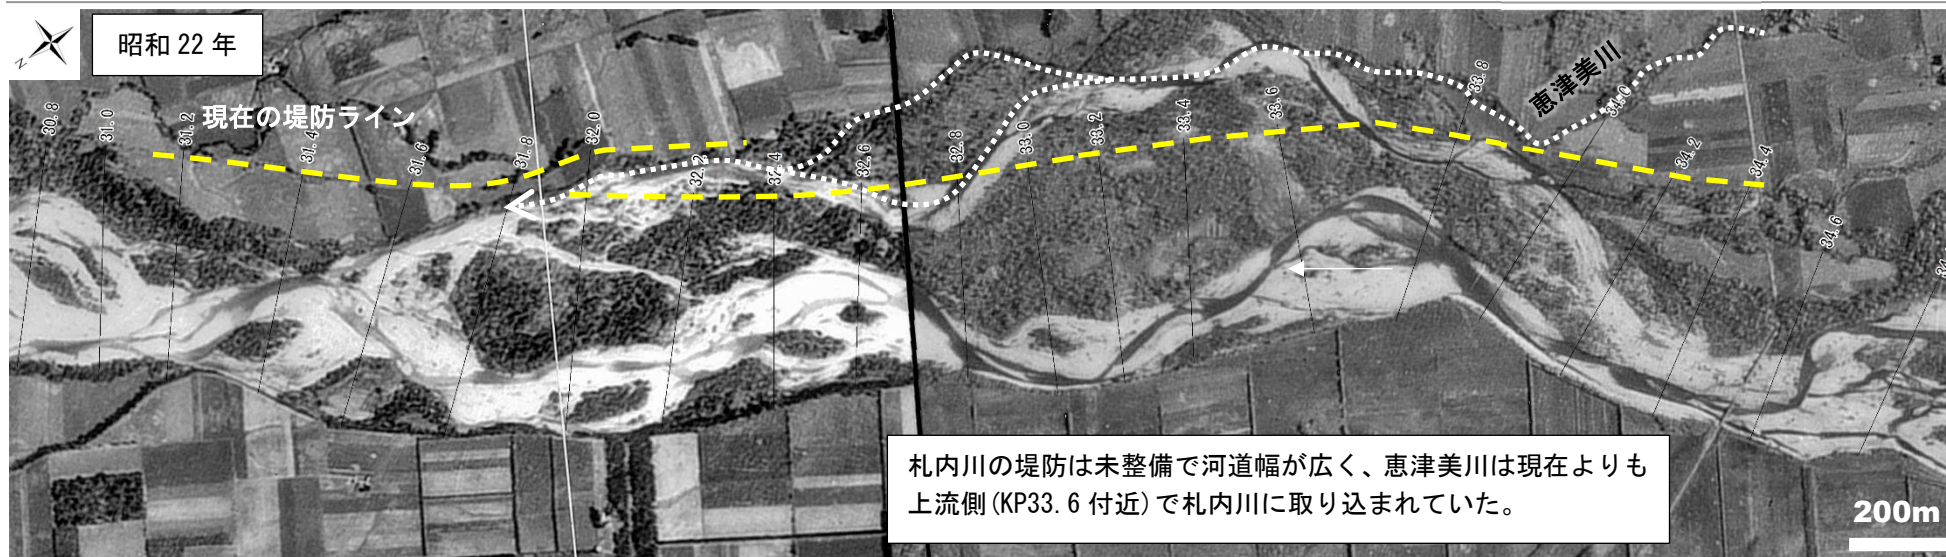 昭和 22 年
N
現在の堤防ライン
恵津美川
30.8
31.0
31.2
31.4
31.6
31.8
32.0
32.2
32.4
32.6
32.8
33.0
33.2
33.4
33.6
33.8
34.0
34.2
34.4
34.6
札内川の堤防は未整備で河道幅が広く、恵津美川は現在よりも
上流側(KP33.6 付近)で札内川に取り込まれていた。
200m